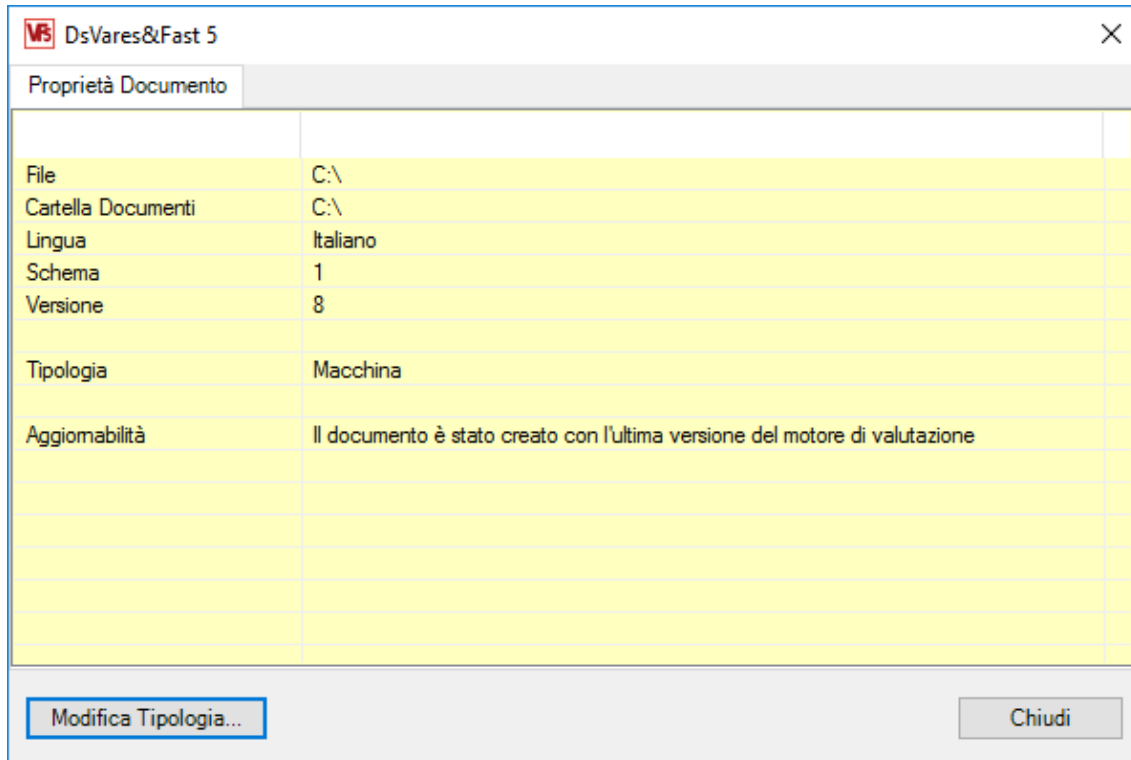 VF5 DsVares&Fast 5
Proprietà Documento
File C:\
Cartella Documenti C:\
Lingua Italiano
Schema 1
Versione 8
Tipologia Macchina
Aggiornabilità Il documento è stato creato con l'ultima versione del motore di valutazione
Modifica Tipologia... Chiudi